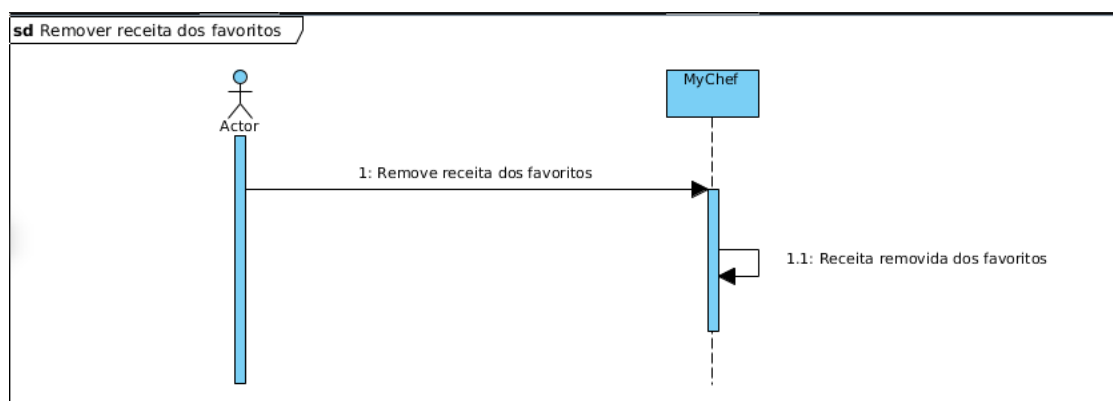 sd Remover receita dos favoritos
MyChef
Actor
1: Remove receita dos favoritos
1.1: Receita removida dos favoritos